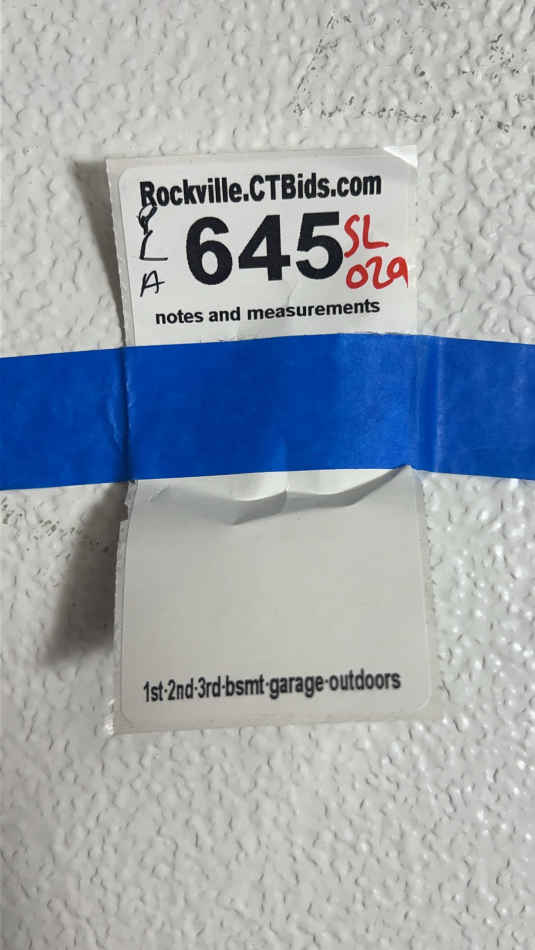 Rockville.CTBids.com
645
SL
029
L
A
notes and measurements
1st-2nd-3rd-bsmt-garage-outdoors